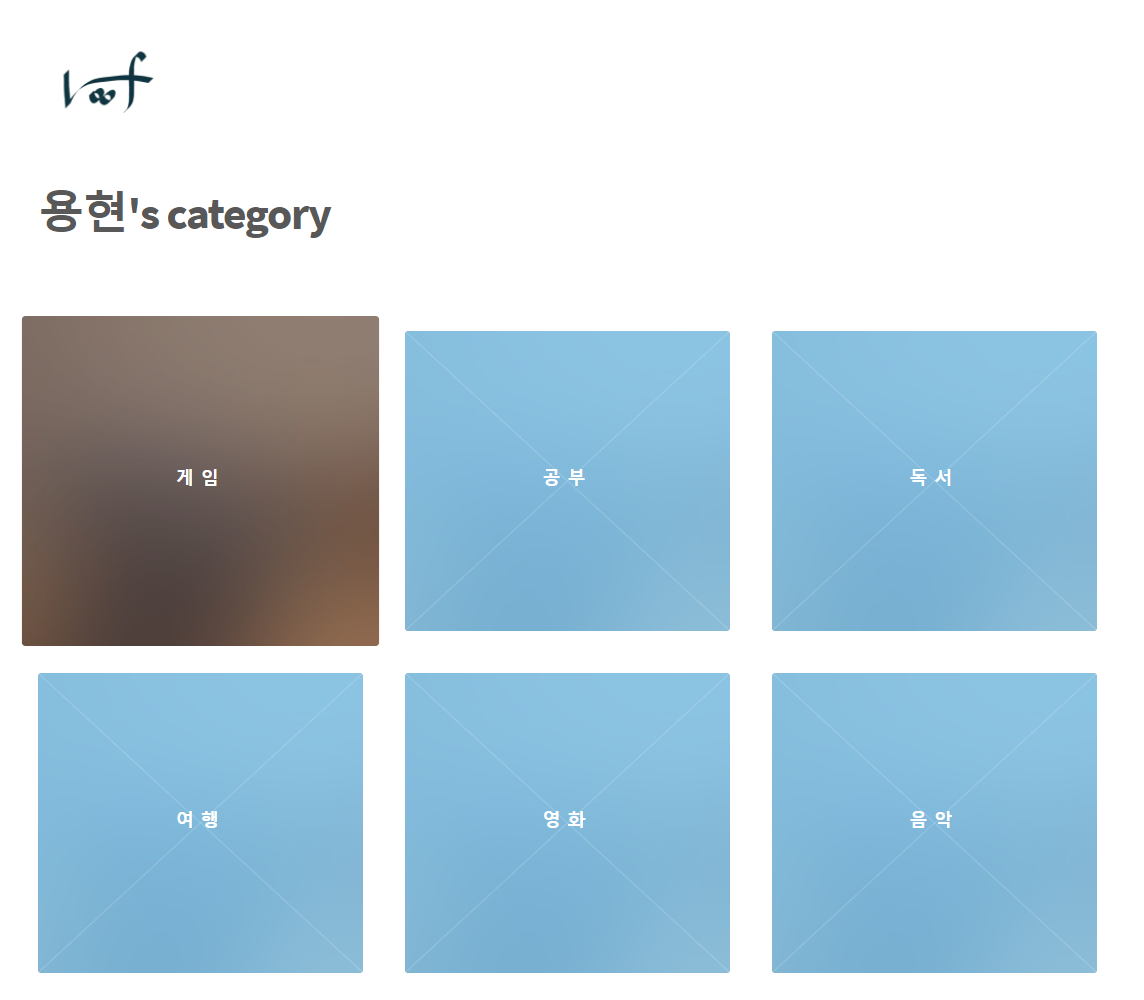 용현's category
게 임
공 부
독 서
여 행
영 화
음 악